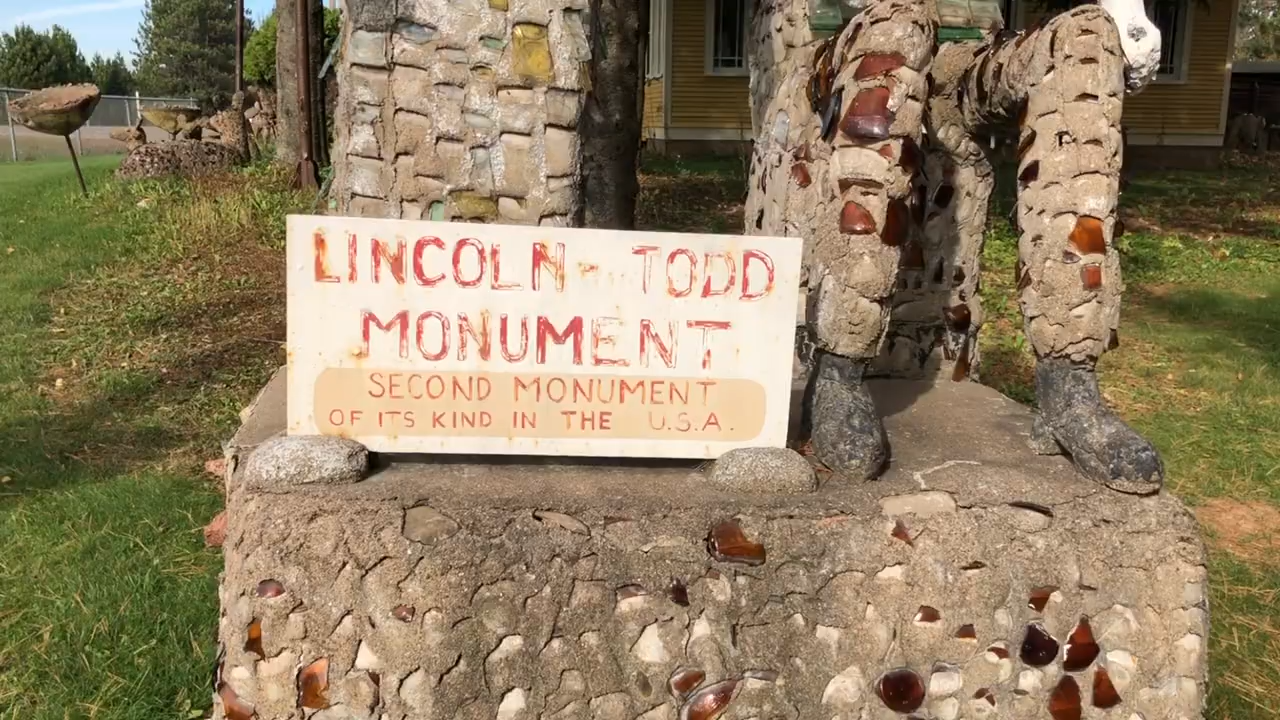 LINCOLN - TODD
MONUMENT
SECOND MONUMENT
OF ITS KIND IN THE U.S.A.